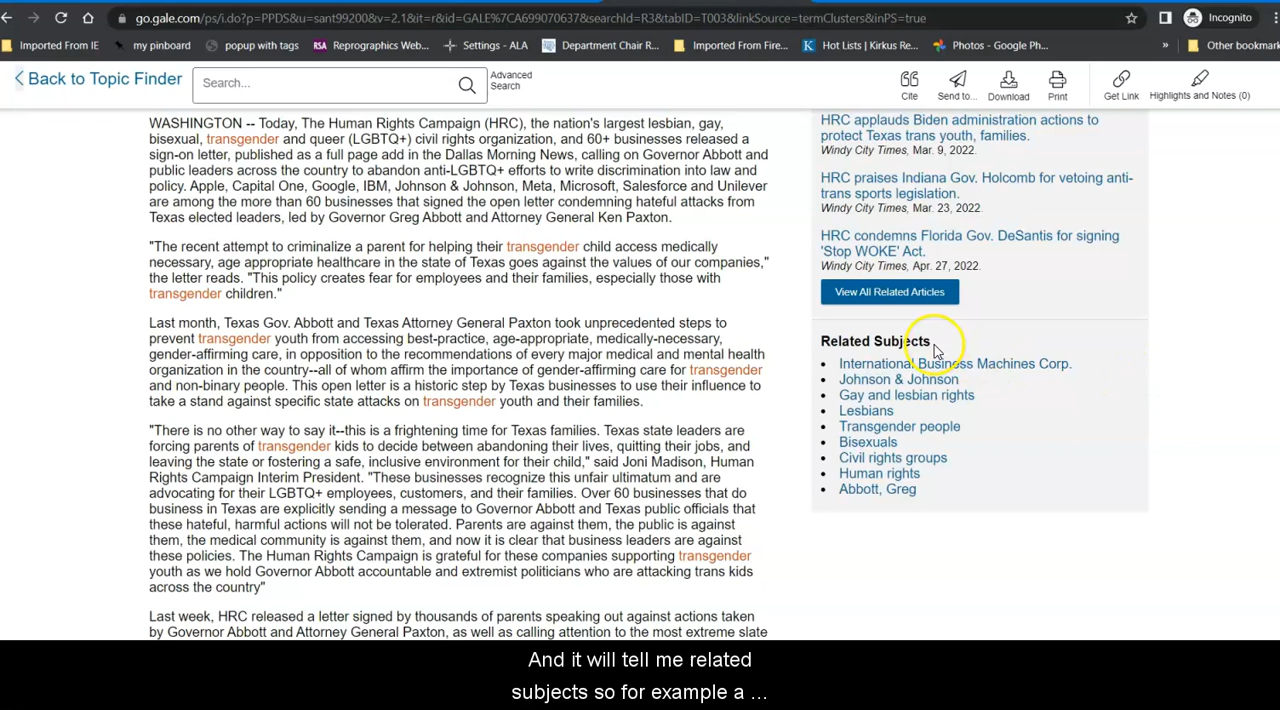 go.gale.com/ps/i.do?p=PPDS&u=sant99200&v=2.1&it=r&id=GALE%7CA699070637&searchId=R3&tabID=T003&linkSource=termClusters&inPS=true
Incognito
Imported From IE
my pinboard
popup with tags
RSA Reprographics Web...
Settings - ALA
Department Chair R...
Imported From Fire...
K Hot Lists | Kirkus Re...
Photos - Google Ph...
»
Other bookmark
Back to Topic Finder
Search...
Advanced
Search
Cite
Send to...
Download
Print
Get Link
Highlights and Notes (0)
WASHINGTON -- Today, The Human Rights Campaign (HRC), the nation's largest lesbian, gay,
bisexual, transgender and queer (LGBTQ+) civil rights organization, and 60+ businesses released a
sign-on letter, published as a full page add in the Dallas Morning News, calling on Governor Abbott and
public leaders across the country to abandon anti-LGBTQ+ efforts to write discrimination into law and
policy. Apple, Capital One, Google, IBM, Johnson & Johnson, Meta, Microsoft, Salesforce and Unilever
are among the more than 60 businesses that signed the open letter condemning hateful attacks from
Texas elected leaders, led by Governor Greg Abbott and Attorney General Ken Paxton.
"The recent attempt to criminalize a parent for helping their transgender child access medically
necessary, age appropriate healthcare in the state of Texas goes against the values of our companies,"
the letter reads. "This policy creates fear for employees and their families, especially those with
transgender children."
Last month, Texas Gov. Abbott and Texas Attorney General Paxton took unprecedented steps to
prevent transgender youth from accessing best-practice, age-appropriate, medically-necessary,
gender-affirming care, in opposition to the recommendations of every major medical and mental health
organization in the country--all of whom affirm the importance of gender-affirming care for transgender
and non-binary people. This open letter is a historic step by Texas businesses to use their influence to
take a stand against specific state attacks on transgender youth and their families.
"There is no other way to say it--this is a frightening time for Texas families. Texas state leaders are
forcing parents of transgender kids to decide between abandoning their lives, quitting their jobs, and
leaving the state or fostering a safe, inclusive environment for their child," said Joni Madison, Human
Rights Campaign Interim President. "These businesses recognize this unfair ultimatum and are
advocating for their LGBTQ+ employees, customers, and their families. Over 60 businesses that do
business in Texas are explicitly sending a message to Governor Abbott and Texas public officials that
these hateful, harmful actions will not be tolerated. Parents are against them, the public is against
them, the medical community is against them, and now it is clear that business leaders are against
these policies. The Human Rights Campaign is grateful for these companies supporting transgender
youth as we hold Governor Abbott accountable and extremist politicians who are attacking trans kids
across the country"
Last week, HRC released a letter signed by thousands of parents speaking out against actions taken
by Governor Abbott and Attorney General Paxton, as well as calling attention to the most extreme slate
HRC applauds Biden administration actions to
protect Texas trans youth, families.
Windy City Times, Mar. 9, 2022.
HRC praises Indiana Gov. Holcomb for vetoing anti-
trans sports legislation.
Windy City Times, Mar. 23, 2022.
HRC condemns Florida Gov. DeSantis for signing
'Stop WOKE' Act.
Windy City Times, Apr. 27, 2022.
View All Related Articles
Related Subjects
• International Business Machines Corp.
• Johnson & Johnson
• Gay and lesbian rights
• Lesbians
• Transgender people
• Bisexuals
• Civil rights groups
• Human rights
• Abbott, Greg
And it will tell me related
subjects so for example a ...